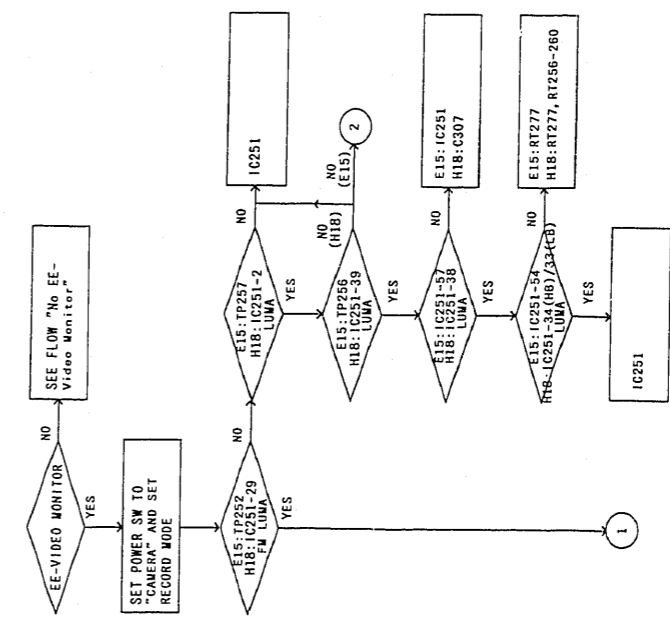 EE-VIDEO MONITOR
NO
SEE FLOW "No EE-
Video Monitor"
YES
SET POWER SW TO
"CAMERA" AND SET
RECORD MODE
E15:TP252
H18:IC251-29
FM LUMA
NO
YES
1
E15:TP257
H18:IC251-2
LUMA
NO
IC251
YES
E15:TP256
H18:IC251-39
LUMA
NO
(H18)
NO
(E15)
2
YES
E15:IC251-57
H18:IC251-38
LUMA
NO
E15:IC251
H18:C307
YES
E15:IC251-54
H18:IC251-34(HB)/33(LB)
LUMA
NO
E15:RT277
H18:RT277,RT256-260
YES
IC251